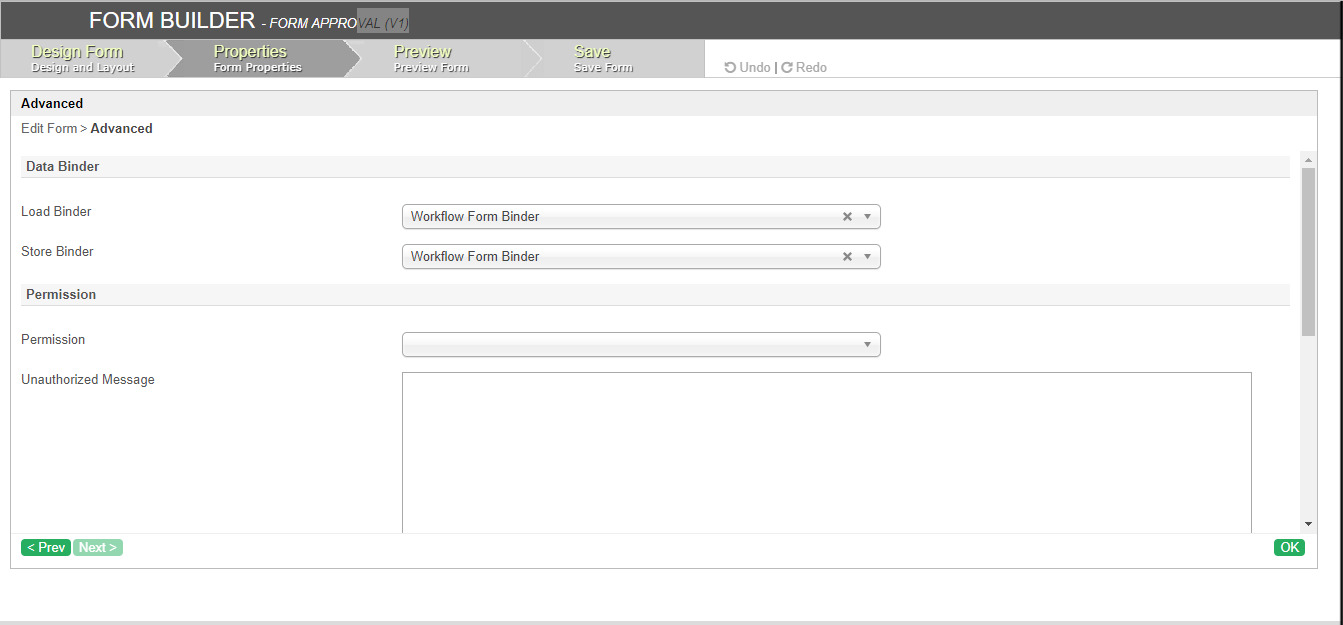 FORM BUILDER - FORM APPROVAL (V1)
Design Form Properties Preview Save
Design and Layout Form Properties Preview Form Save Form Undo | Redo
Advanced
Edit Form > Advanced
Data Binder
Load Binder Workflow Form Binder
Store Binder Workflow Form Binder
Permission
Permission
Unauthorized Message
< Prev Next > OK